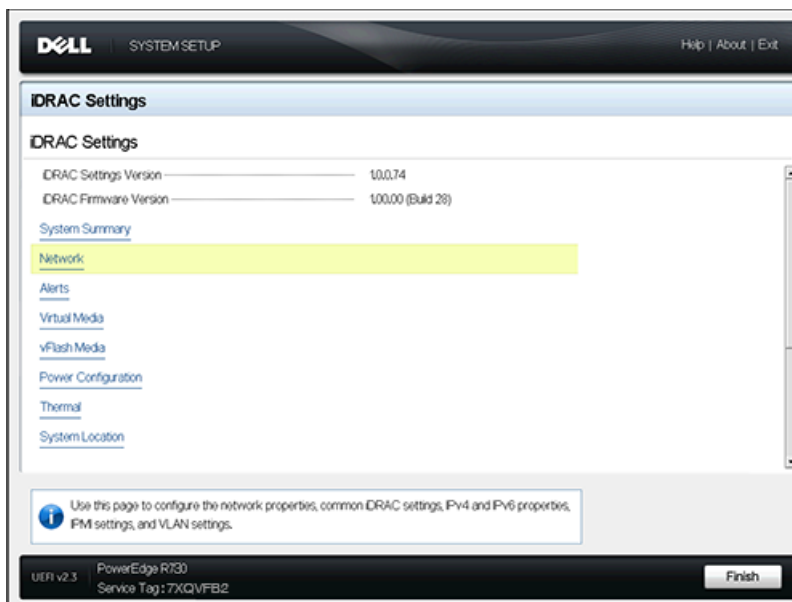 DELL SYSTEM SETUP Help | About | Exit
iDRAC Settings
iDRAC Settings
iDRAC Settings Version 1.0.0.74
iDRAC Firmware Version 1.00.00 (Build 28)
System Summary
Network
Alerts
Virtual Media
vFlash Media
Power Configuration
Thermal
System Location
Use this page to configure the network properties, common iDRAC settings, IPv4 and IPv6 properties,
IPMI settings, and VLAN settings.
UEFI v2.3 PowerEdge R730
Service Tag : 7XQVFB2
Finish